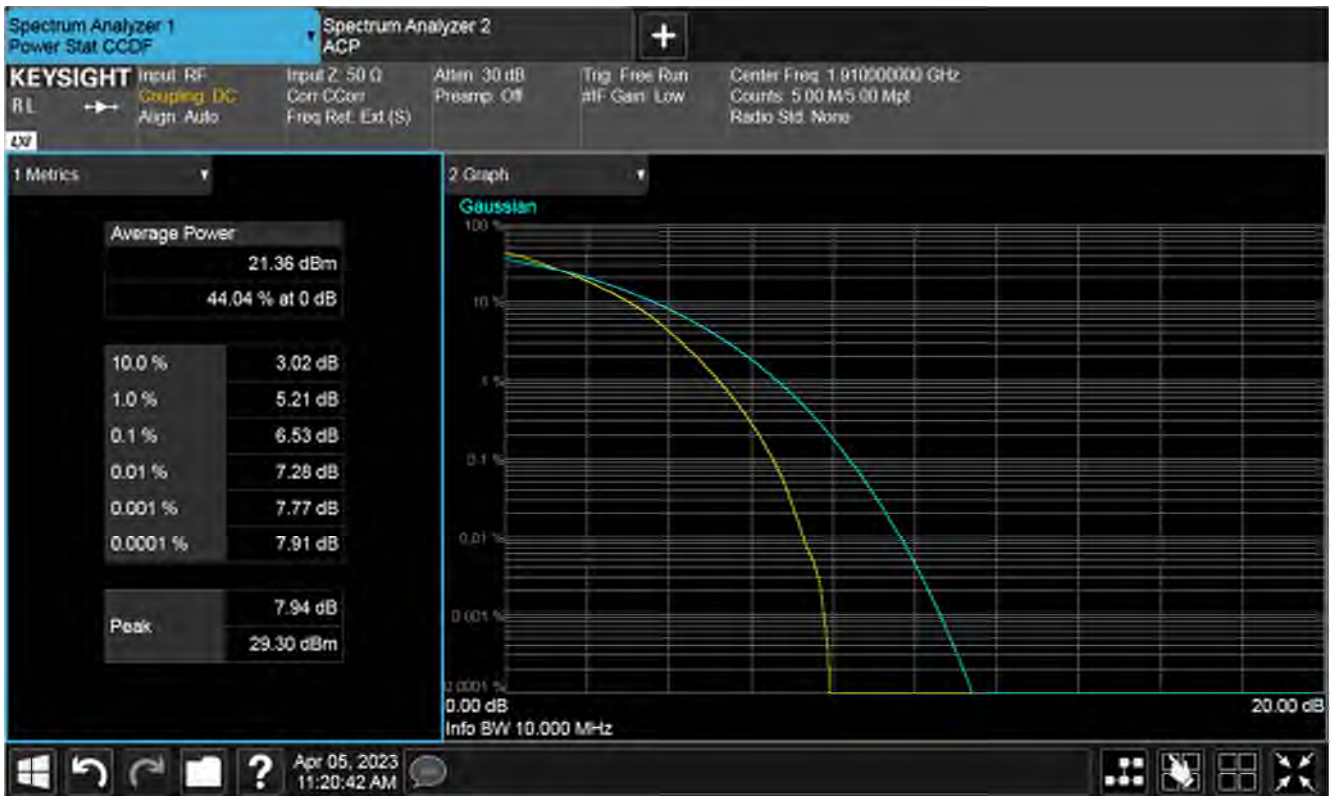 Spectrum Analyzer 1
Power Stat CCDF
Spectrum Analyzer 2
ACP
KEYSIGHT
R L
LXI
Input: RF
Coupling: DC
Align: Auto
Input Z: 50 Ω
Corr CCorr
Freq Ref: Ext (S)
Atten: 30 dB
Preamp: Off
Trig: Free Run
#IF Gain: Low
Center Freq: 1.910000000 GHz
Counts: 5.00 M/5.00 Mpt
Radio Std: None
1 Metrics
Average Power
21.36 dBm
44.04 % at 0 dB
10.0 % 3.02 dB
1.0 % 5.21 dB
0.1 % 6.53 dB
0.01 % 7.28 dB
0.001 % 7.77 dB
0.0001 % 7.91 dB
Peak
7.94 dB
29.30 dBm
2 Graph
Gaussian
100 %
10 %
1 %
0.1 %
0.01 %
0.001 %
0.0001 %
0.00 dB
20.00 dB
Info BW 10.000 MHz
?
Apr 05, 2023
11:20:42 AM